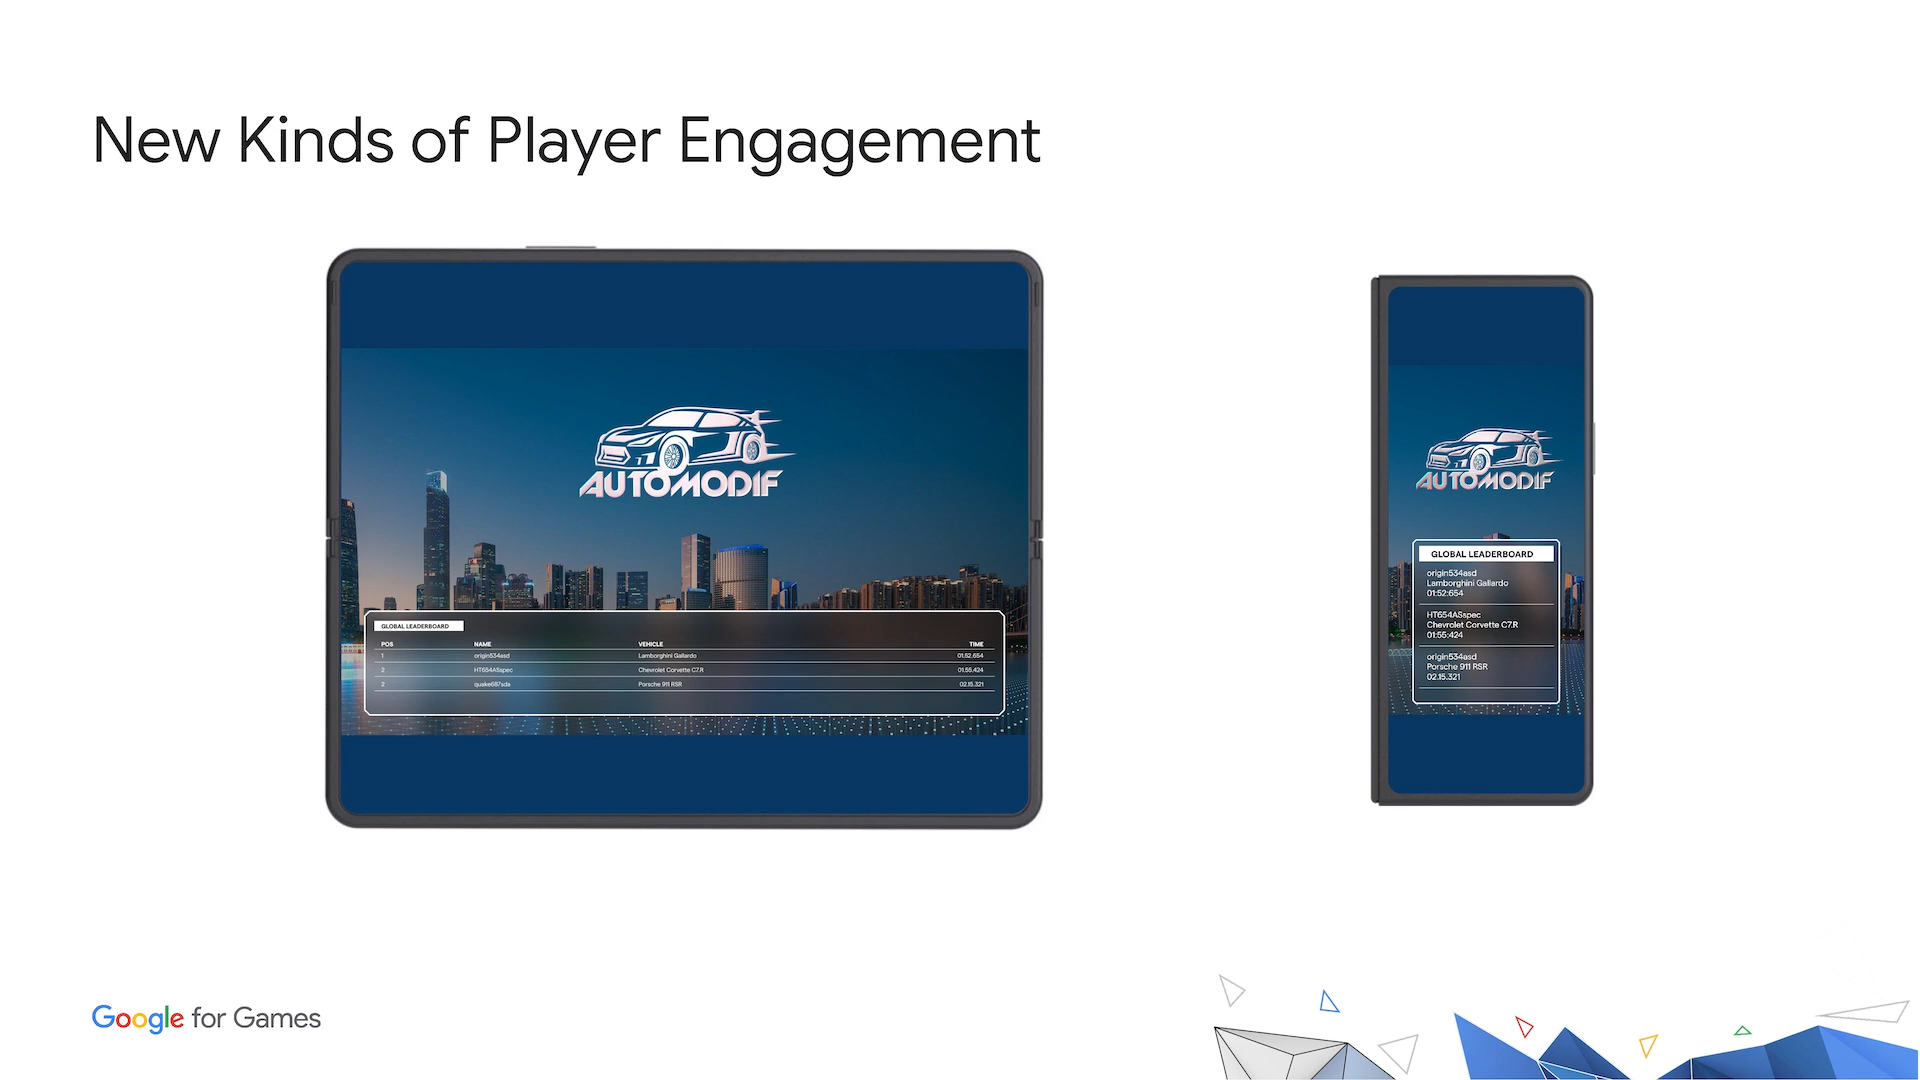 New Kinds of Player Engagement
AUTOMODIF
GLOBAL LEADERBOARD
POS NAME VEHICLE TIME
1 origin534asd Lamborghini Gallardo 01.52.654
2 HT654ASspec Chevrolet Corvette C7.R 01.55.424
2 quake687sda Porsche 911 RSR 02.15.321
AUTOMODIF
GLOBAL LEADERBOARD
origin534asd
Lamborghini Gallardo
01:52:654
HT654ASspec
Chevrolet Corvette C7.R
01:55:424
origin534asd
Porsche 911 RSR
02.15.321
Google for Games